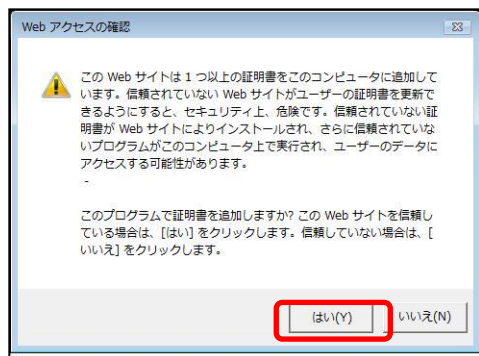 Web アクセスの確認
この Web サイトは 1 つ以上の証明書をこのコンピュータに追加して
います。信頼されていない Web サイトがユーザーの証明書を更新で
きるようにすると、セキュリティ上、危険です。信頼されていない証
明書が Web サイトによりインストールされ、さらに信頼されていな
いプログラムがこのコンピュータ上で実行され、ユーザーのデータに
アクセスする可能性があります。
-
このプログラムで証明書を追加しますか? この Web サイトを信頼し
ている場合は、[はい] をクリックします。信頼していない場合は、[
いいえ] をクリックします。
はい(Y) いいえ(N)